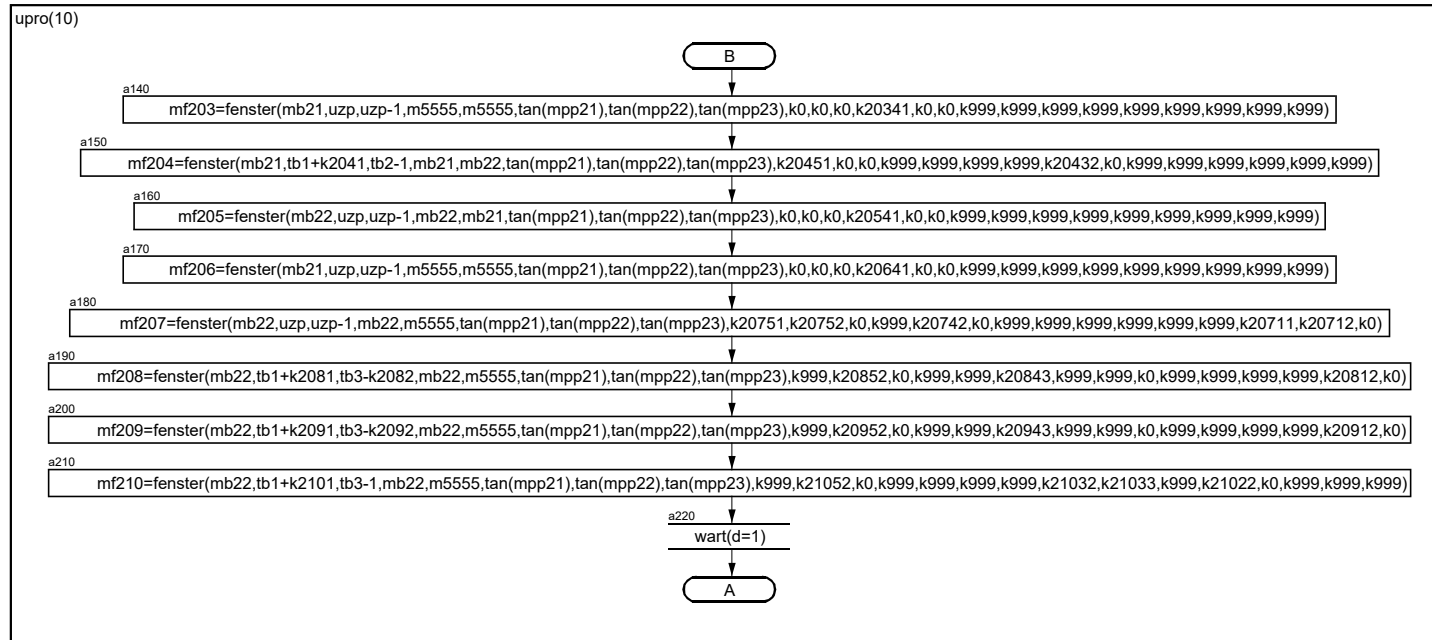 upro(10)
B
a140
mf203=fenster(mb21,uzp,uzp-1,m5555,m5555,tan(mpp21),tan(mpp22),tan(mpp23),k0,k0,k0,k20341,k0,k0,k999,k999,k999,k999,k999,k999,k999,k999,k999)
a150
mf204=fenster(mb21,tb1+k2041,tb2-1,mb21,mb22,tan(mpp21),tan(mpp22),tan(mpp23),k20451,k0,k0,k999,k999,k999,k999,k20432,k0,k999,k999,k999,k999,k999,k999)
a160
mf205=fenster(mb22,uzp,uzp-1,mb22,mb21,tan(mpp21),tan(mpp22),tan(mpp23),k0,k0,k0,k20541,k0,k0,k999,k999,k999,k999,k999,k999,k999,k999,k999)
a170
mf206=fenster(mb21,uzp,uzp-1,m5555,m5555,tan(mpp21),tan(mpp22),tan(mpp23),k0,k0,k0,k20641,k0,k0,k999,k999,k999,k999,k999,k999,k999,k999,k999)
a180
mf207=fenster(mb22,uzp,uzp-1,mb22,m5555,tan(mpp21),tan(mpp22),tan(mpp23),k20751,k20752,k0,k999,k20742,k0,k999,k999,k999,k999,k999,k999,k20711,k20712,k0)
a190
mf208=fenster(mb22,tb1+k2081,tb3-k2082,mb22,m5555,tan(mpp21),tan(mpp22),tan(mpp23),k999,k20852,k0,k999,k999,k20843,k999,k999,k0,k999,k999,k999,k999,k20812,k0)
a200
mf209=fenster(mb22,tb1+k2091,tb3-k2092,mb22,m5555,tan(mpp21),tan(mpp22),tan(mpp23),k999,k20952,k0,k999,k999,k20943,k999,k999,k0,k999,k999,k999,k999,k20912,k0)
a210
mf210=fenster(mb22,tb1+k2101,tb3-1,mb22,m5555,tan(mpp21),tan(mpp22),tan(mpp23),k999,k21052,k0,k999,k999,k999,k999,k21032,k21033,k999,k21022,k0,k999,k999,k999)
a220
wart(d=1)
A